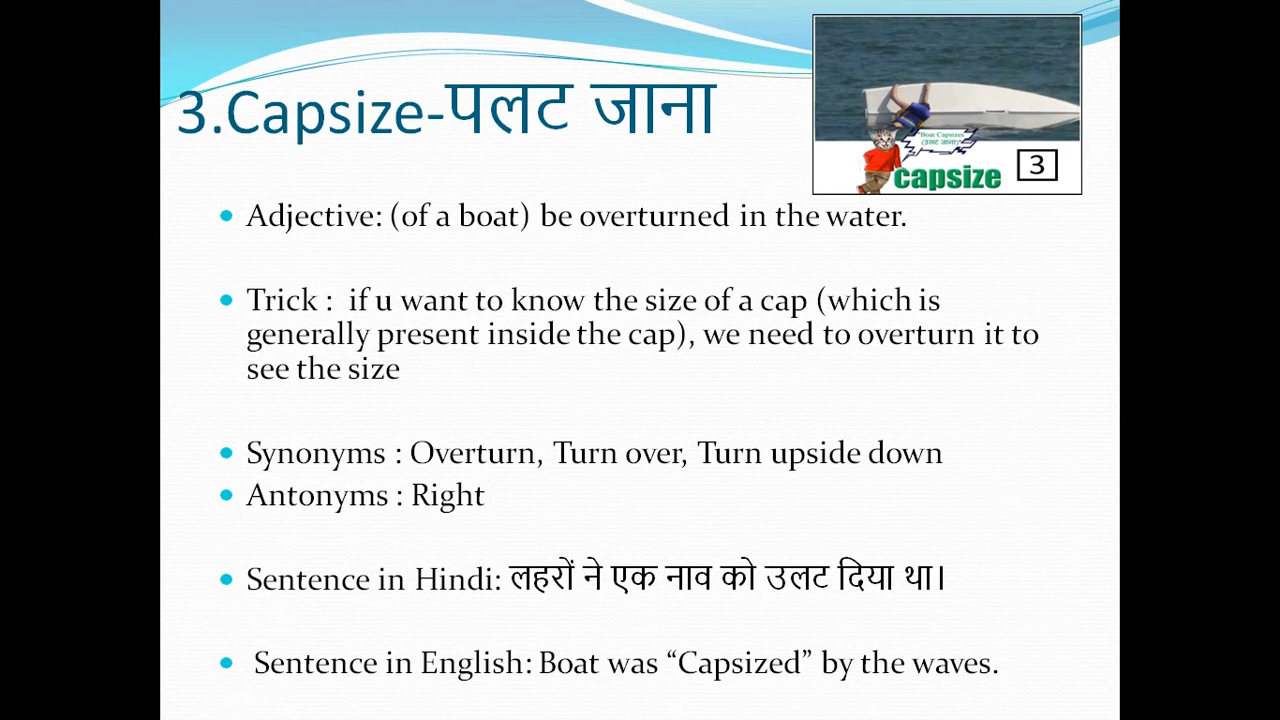 3.Capsize-पलट जाना
"Boat Capsizes
(उलट जाना)"
capsize
3
Adjective: (of a boat) be overturned in the water.
Trick : if u want to know the size of a cap (which is
generally present inside the cap), we need to overturn it to
see the size
Synonyms : Overturn, Turn over, Turn upside down
Antonyms : Right
Sentence in Hindi: लहरों ने एक नाव को उलट दिया था।
Sentence in English: Boat was “Capsized” by the waves.